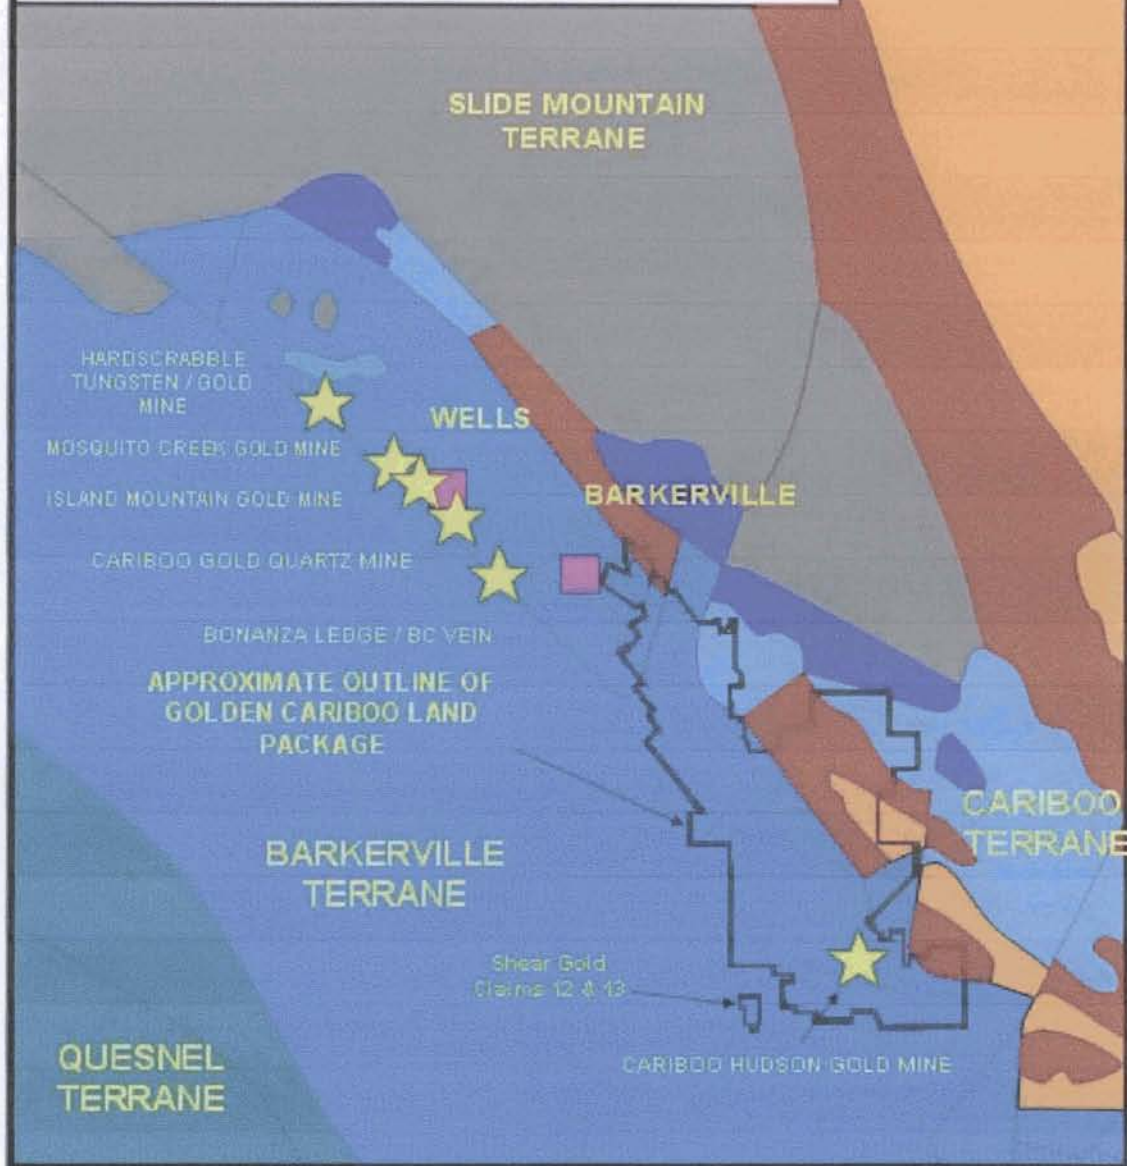 SLIDE MOUNTAIN
TERRANE
HARDSCRABBLE
TUNGSTEN / GOLD
MINE
WELLS
MOSQUITO CREEK GOLD MINE
BARKERVILLE
ISLAND MOUNTAIN GOLD MINE
CARIBOO GOLD QUARTZ MINE
BONANZA LEDGE / BC VEIN
APPROXIMATE OUTLINE OF
GOLDEN CARIBOO LAND
PACKAGE
CARIBOO
TERRANE
BARKERVILLE
TERRANE
Shear Gold
Claims 12 & 13
QUESNEL
TERRANE
CARIBOO HUDSON GOLD MINE